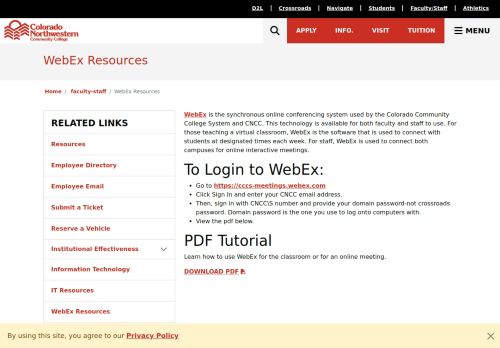 D2L | Crossroads | Navigate | Students | Faculty/Staff | Athletics
Colorado
Northwestern
Community College
APPLY INFO. VISIT TUITION MENU
WebEx Resources
Home / faculty-staff / WebEx Resources
RELATED LINKS
Resources
Employee Directory
Employee Email
Submit a Ticket
Reserve a Vehicle
Institutional Effectiveness
Information Technology
IT Resources
WebEx Resources
WebEx is the synchronous online conferencing system used by the Colorado Community
College System and CNCC. This technology is available for both faculty and staff to use. For
those teaching a virtual classroom, WebEx is the software that is used to connect with
students at designated times each week. For staff, WebEx is used to connect both
campuses for online interactive meetings.
To Login to WebEx:
• Go to https://cccs-meetings.webex.com
• Click Sign In and enter your CNCC email address.
• Then, sign in with CNCC\S number and provide your domain password-not crossroads
password. Domain password is the one you use to log onto computers with.
• View the pdf below.
PDF Tutorial
Learn how to use WebEx for the classroom or for an online meeting.
DOWNLOAD PDF
By using this site, you agree to our Privacy Policy